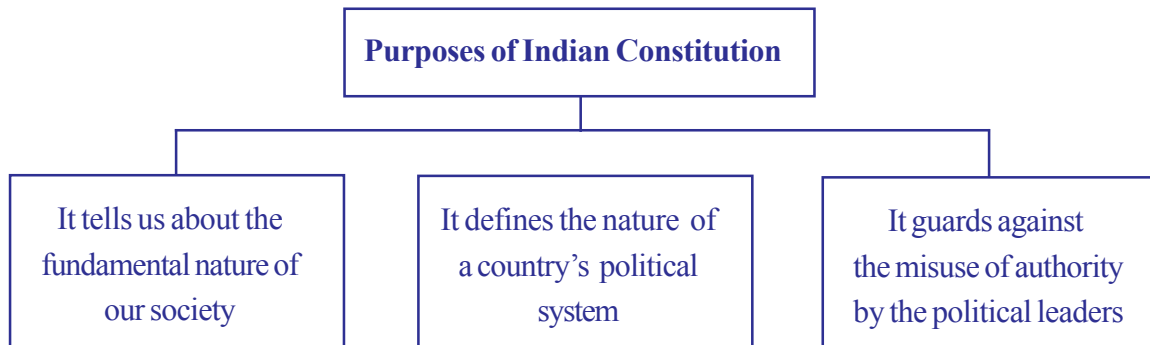 Purposes of Indian Constitution
It tells us about the
fundamental nature of
our society
It defines the nature of
a country's political
system
It guards against
the misuse of authority
by the political leaders